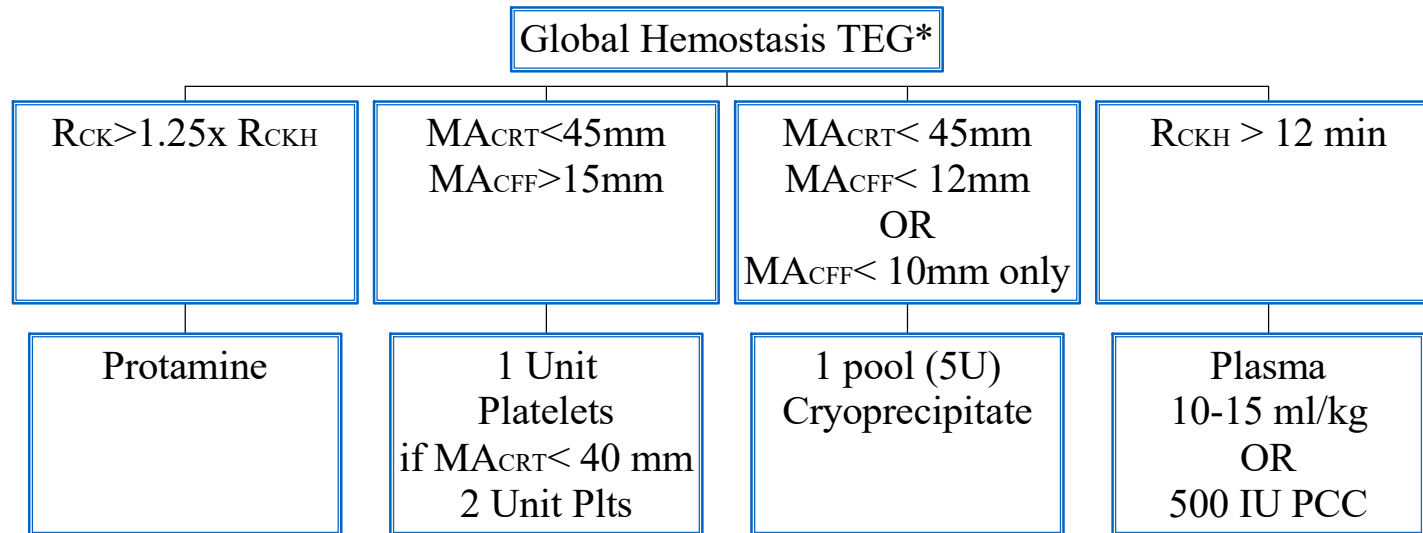 Global Hemostasis TEG*
RCK>1.25x RCKH
MACRT<45mm
MACFF>15mm
MACRT< 45mm
MACFF< 12mm
OR
MACFF< 10mm only
RCKH > 12 min
Protamine
1 Unit
Platelets
if MACRT< 40 mm
2 Unit Plts
1 pool (5U)
Cryoprecipitate
Plasma
10-15 ml/kg
OR
500 IU PCC